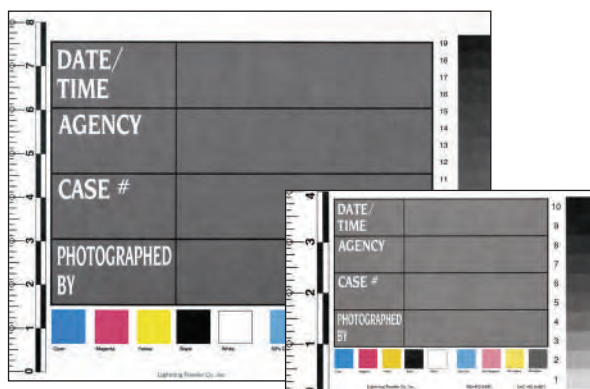 8
7
6
5
4
3
2
1
0
DATE/
TIME
AGENCY
CASE #
PHOTOGRAPHED
BY
19
18
17
16
15
14
13
12
11
Cyan
Magenta
Yellow
Black
White
Lightning Powder Co., Inc.
4
3
2
1
0
DATE/
TIME
AGENCY
CASE #
PHOTOGRAPHED
BY
10
9
8
7
6
5
4
3
2
1
Lightning Powder Co., Inc.